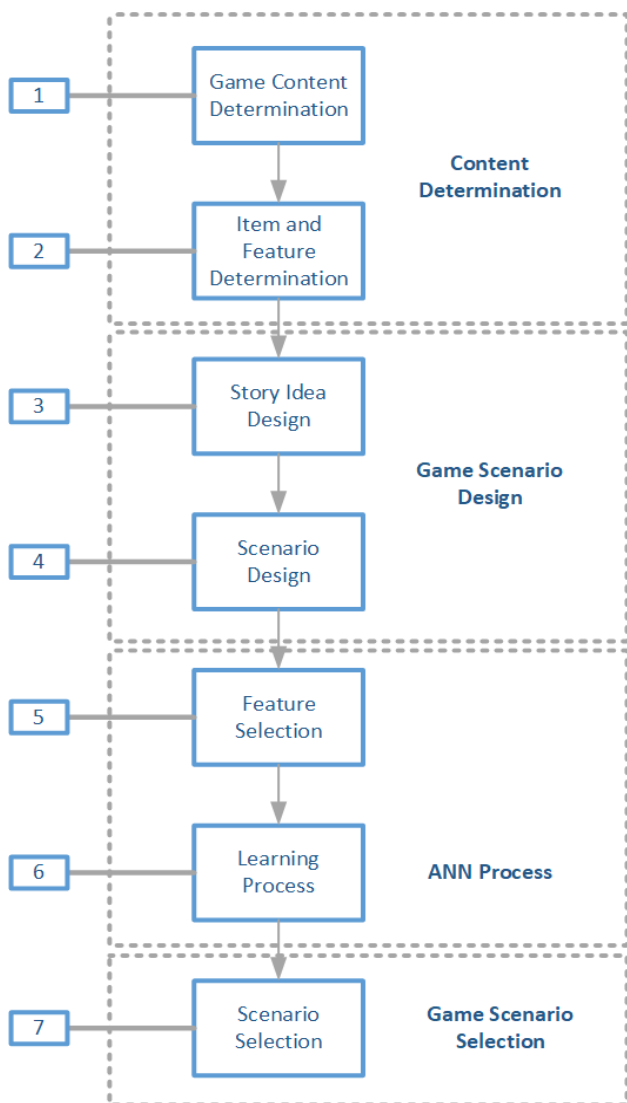 1
Game Content
Determination
Content
Determination
2
Item and
Feature
Determination
3
Story Idea
Design
Game Scenario
Design
4
Scenario
Design
5
Feature
Selection
6
Learning
Process
ANN Process
7
Scenario
Selection
Game Scenario
Selection